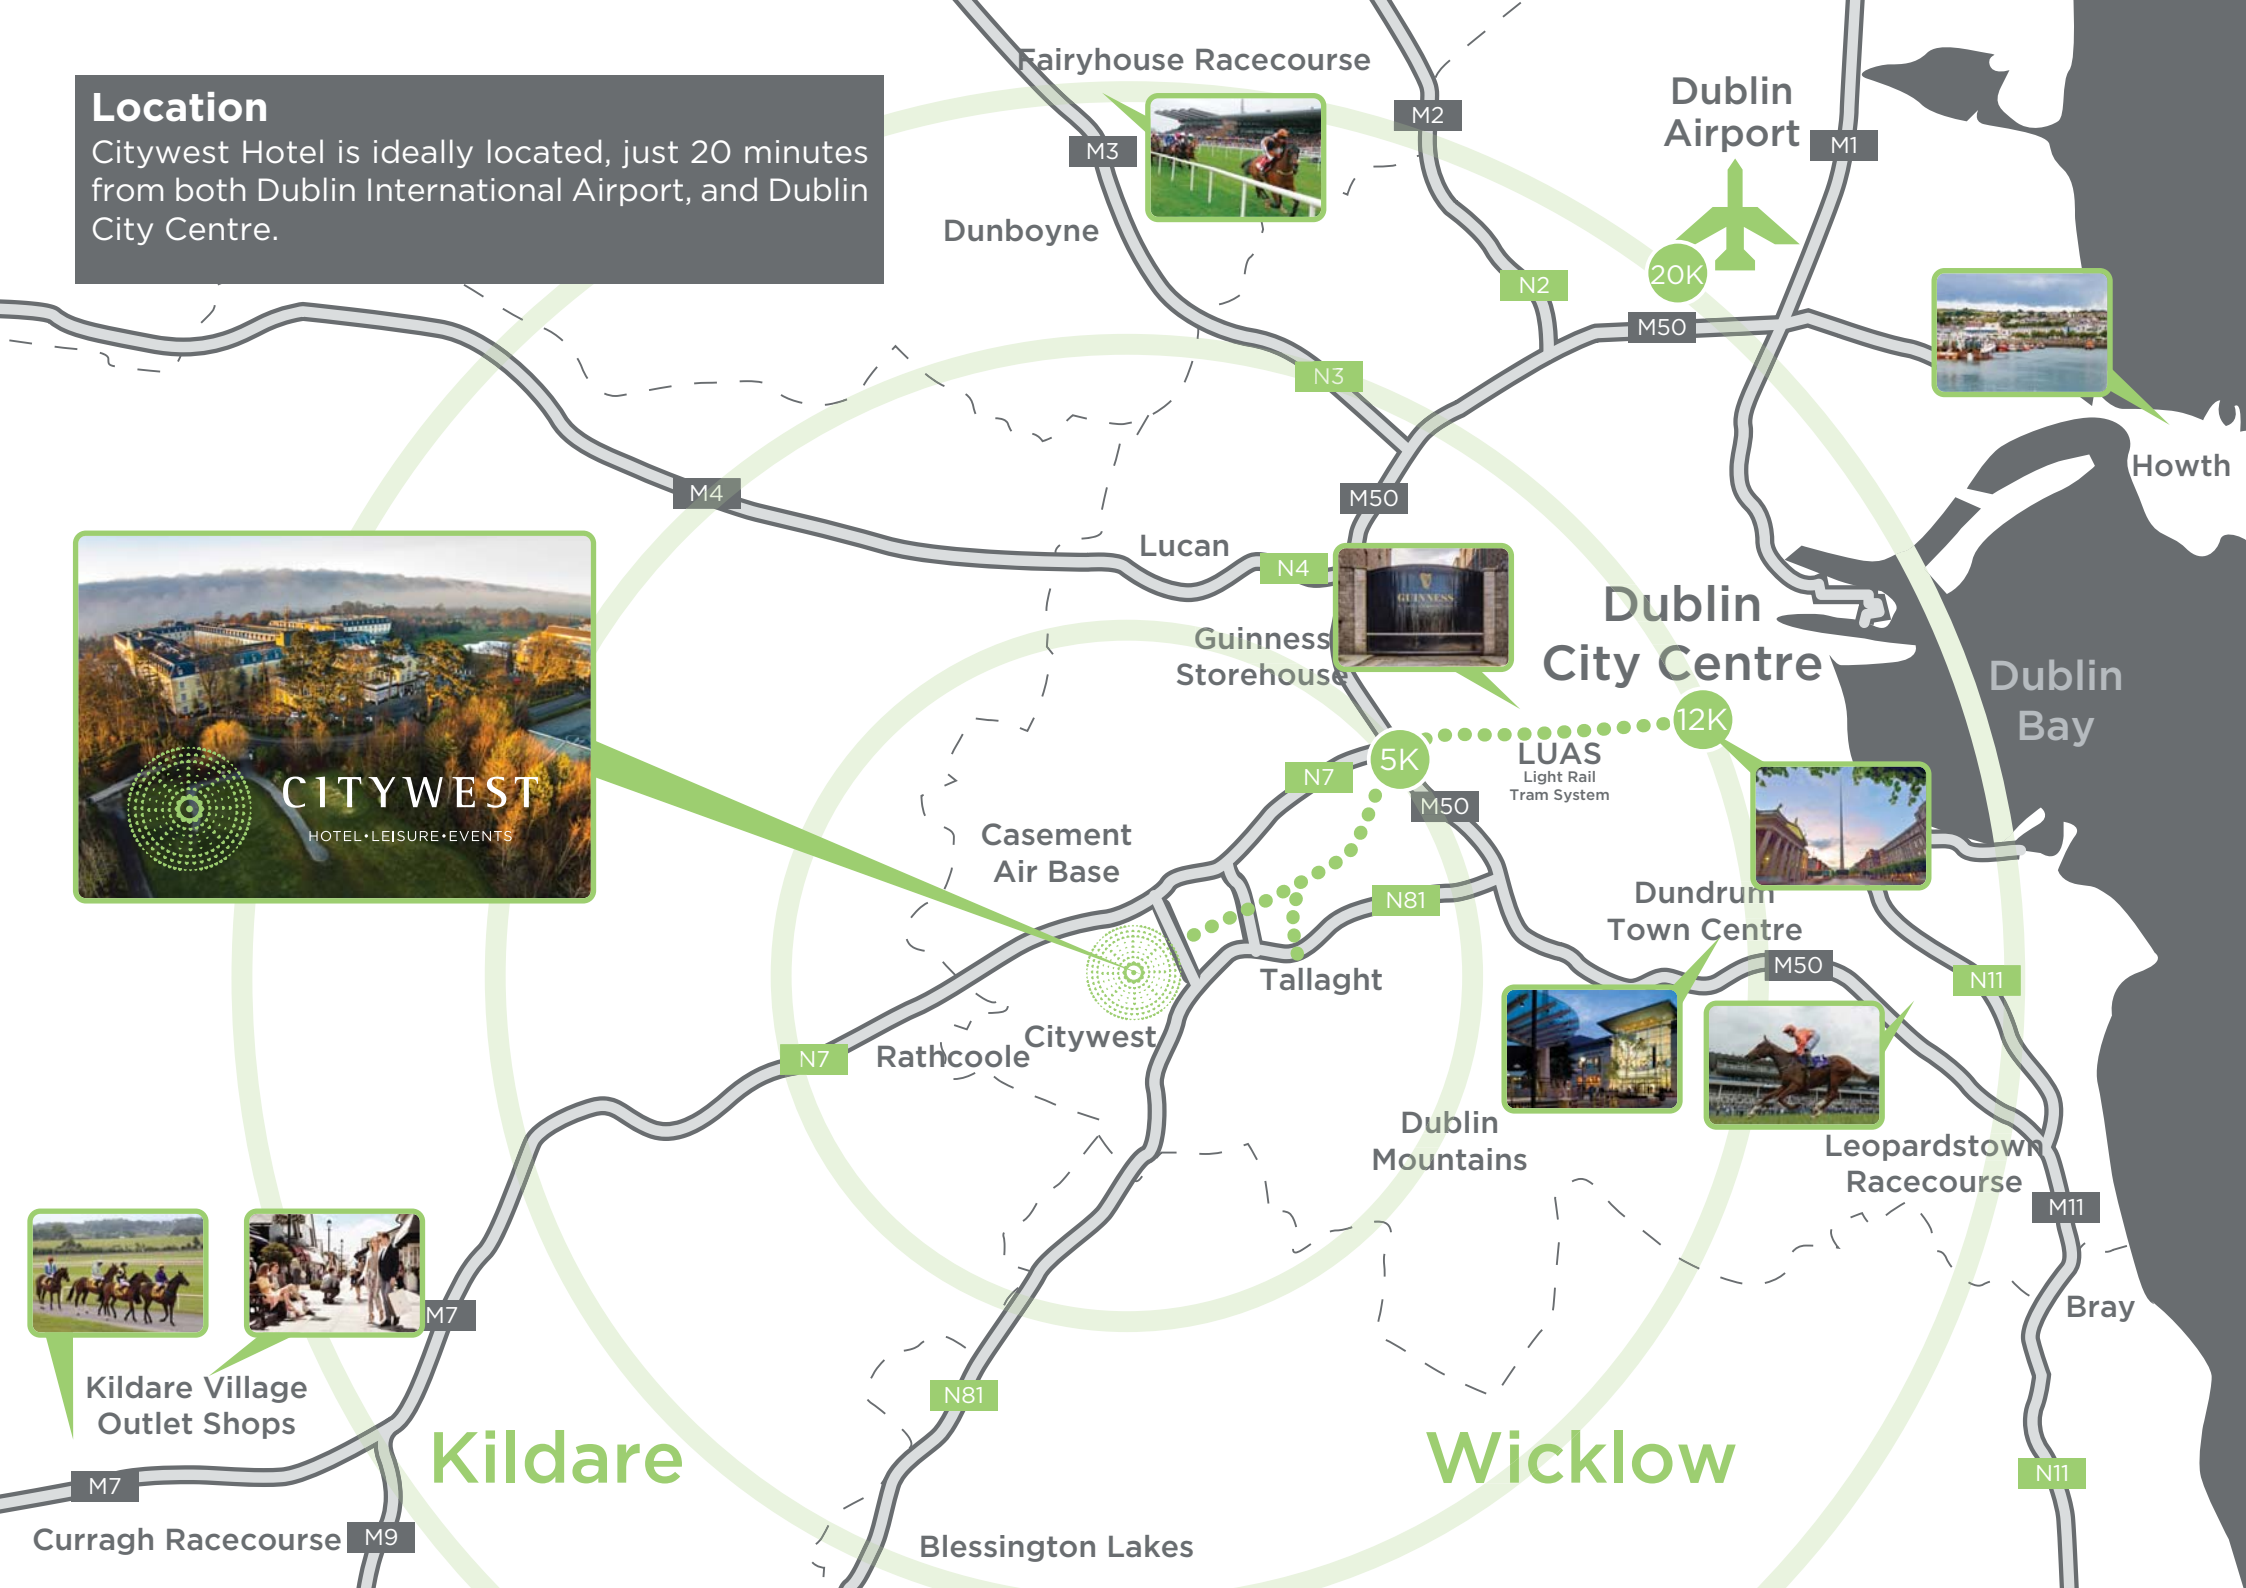 Location
Citywest Hotel is ideally located, just 20 minutes
from both Dublin International Airport, and Dublin
City Centre.
Fairyhouse Racecourse
M3
M2
Dublin
Airport
M1
Dunboyne
N2
20K
M50
N3
M4
M50
Howth
Lucan
N4
GUINNESS
Guinness
Storehouse
Dublin
City Centre
Dublin
Bay
12K
5K
LUAS
Light Rail
Tram System
N7
M50
CITYWEST
HOTEL•LEISURE•EVENTS
Casement
Air Base
N81
Dundrum
Town Centre
M50
N11
Tallaght
Citywest
Rathcoole
N7
Dublin
Mountains
Leopardstown
Racecourse
M11
Bray
M7
Kildare Village
Outlet Shops
N81
Kildare
Wicklow
N11
M7
Curragh Racecourse
M9
Blessington Lakes